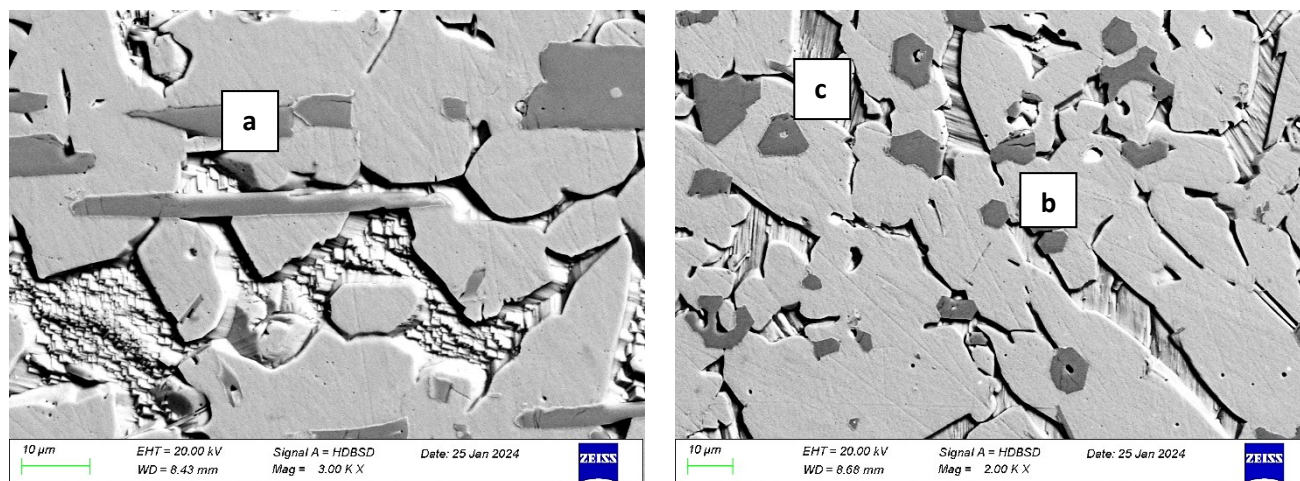 a
10 µm
EHT = 20.00 kV
WD = 8.43 mm
Signal A = HDBSD
Mag = 3.00 K X
Date: 25 Jan 2024
ZEISS
c
b
10 µm
EHT = 20.00 kV
WD = 8.68 mm
Signal A = HDBSD
Mag = 2.00 K X
Date: 25 Jan 2024
ZEISS